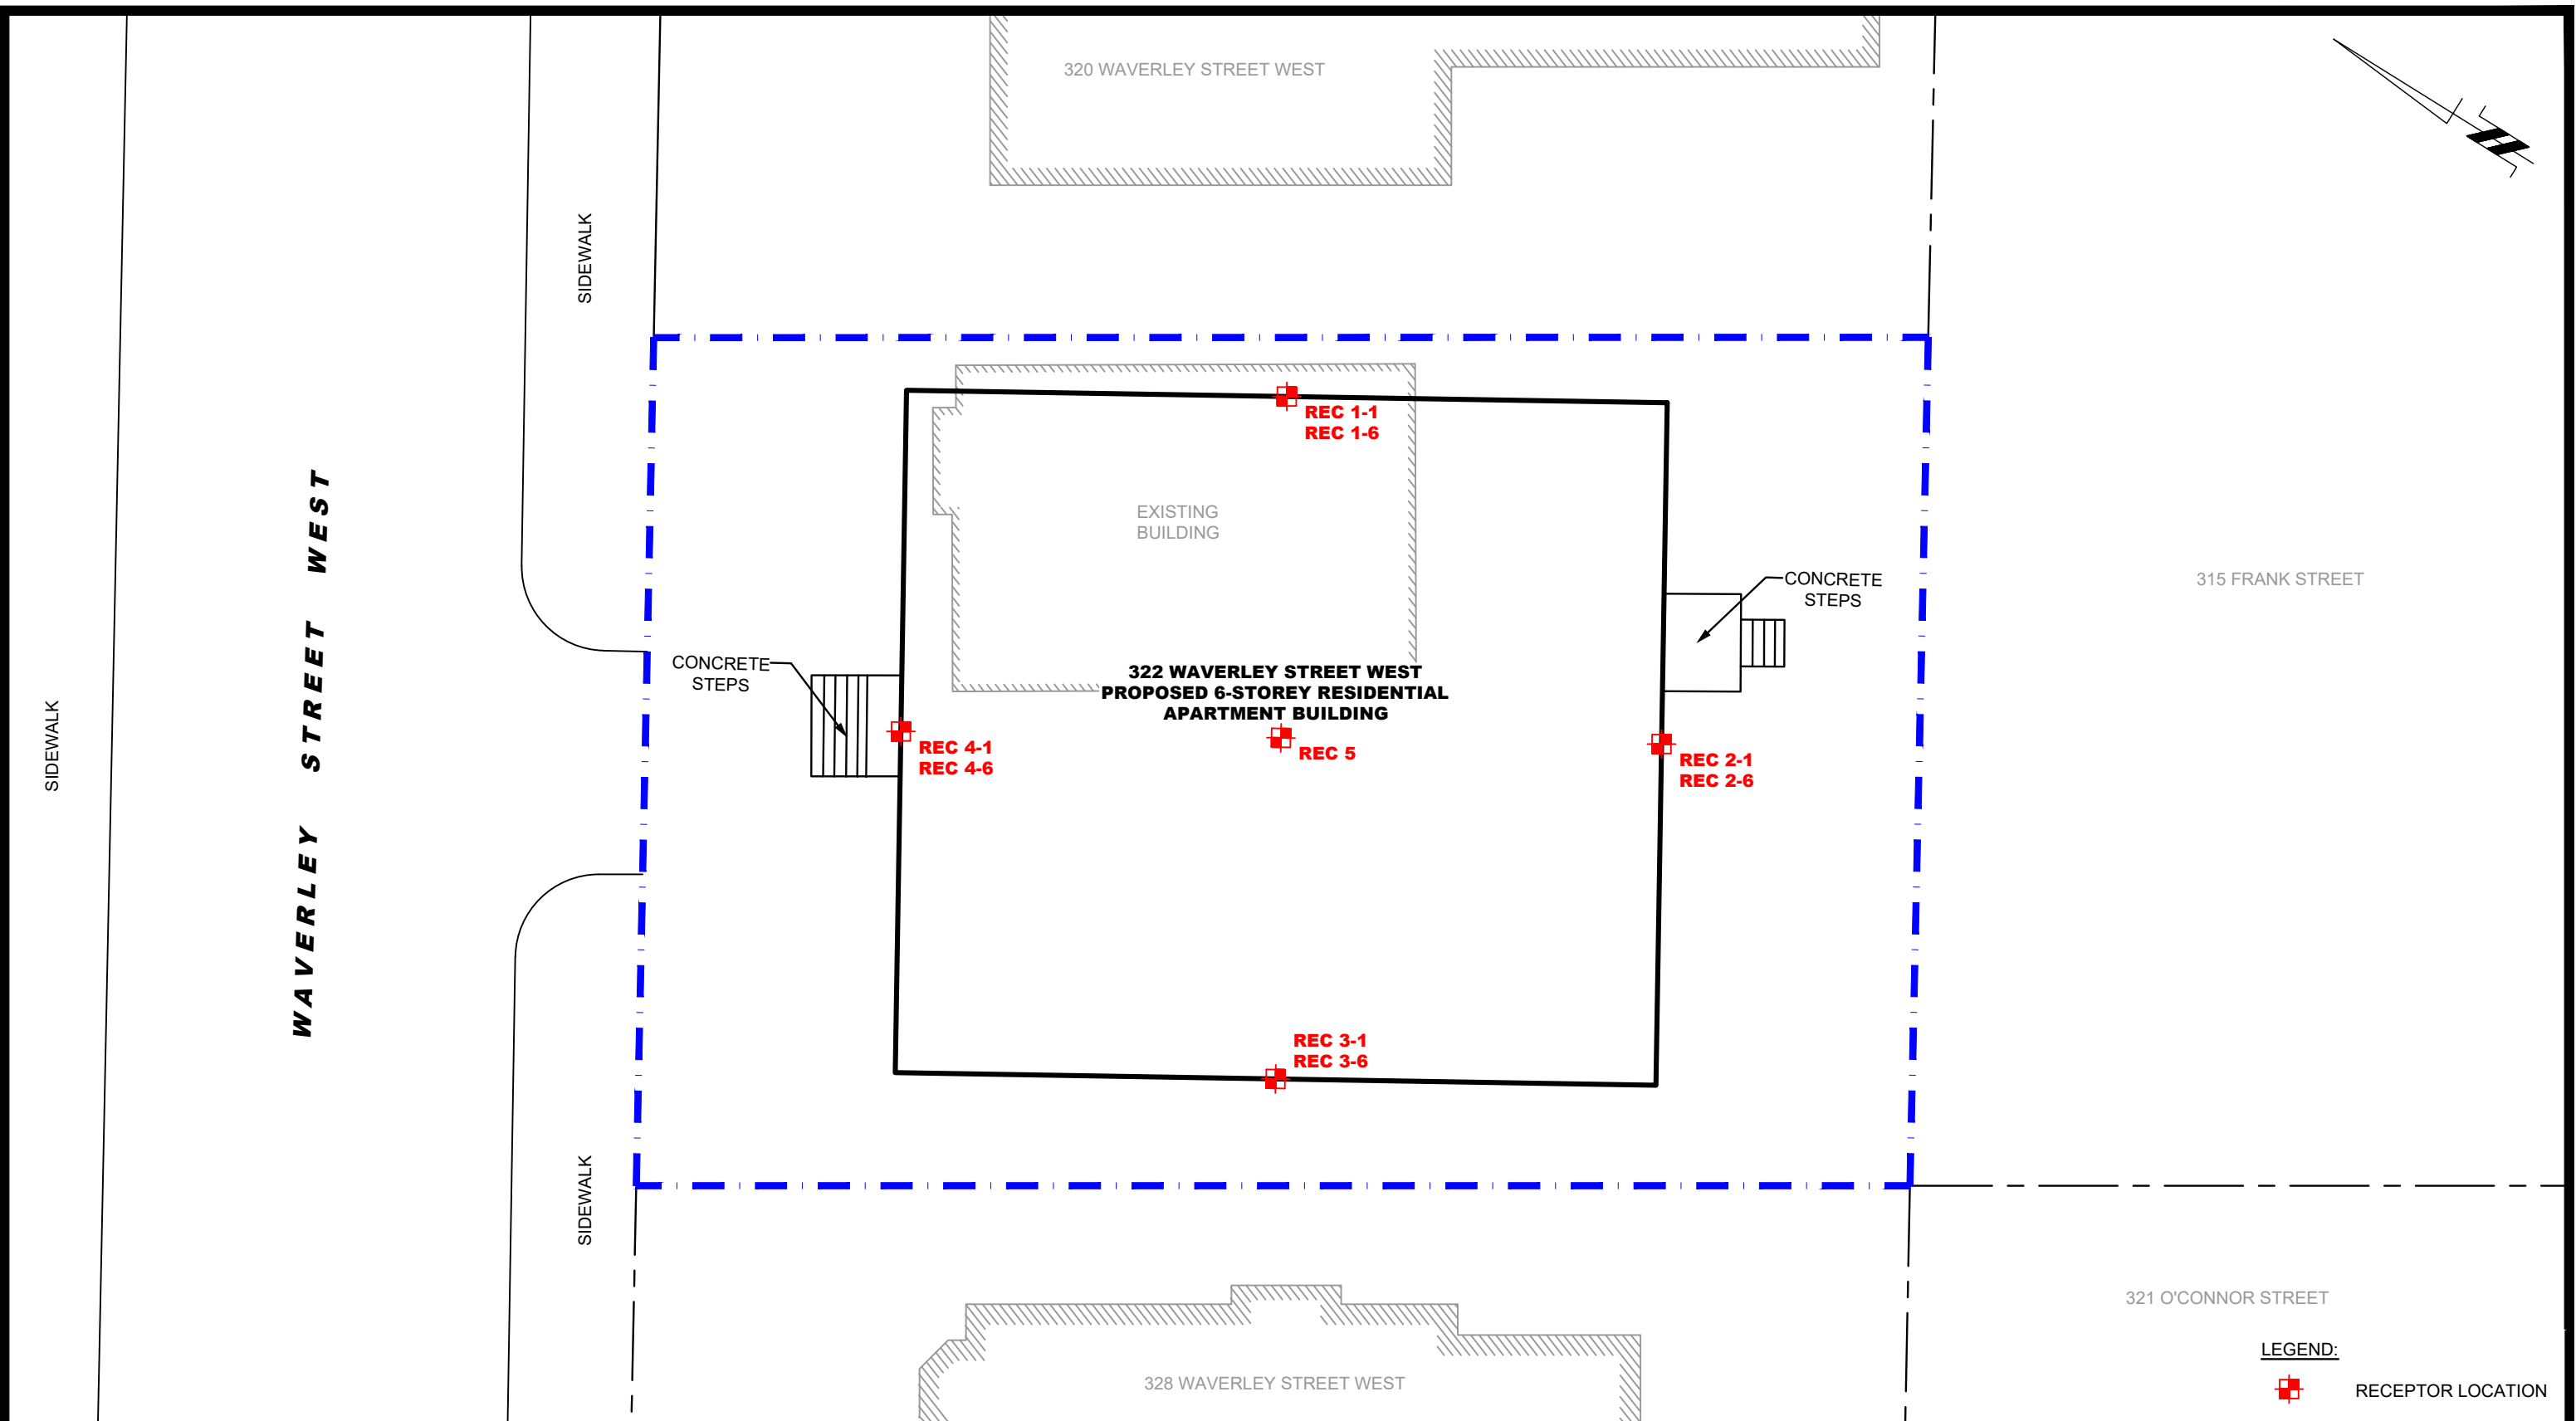 320 WAVERLEY STREET WEST
SIDEWALK
REC 1-1
REC 1-6
EXISTING
BUILDING
WAVERLEY STREET WEST
CONCRETE
STEPS
315 FRANK STREET
CONCRETE
STEPS
322 WAVERLEY STREET WEST
PROPOSED 6-STOREY RESIDENTIAL
APARTMENT BUILDING
SIDEWALK
REC 4-1
REC 4-6
REC 5
REC 2-1
REC 2-6
REC 3-1
REC 3-6
SIDEWALK
321 O'CONNOR STREET
328 WAVERLEY STREET WEST
LEGEND:
RECEPTOR LOCATION